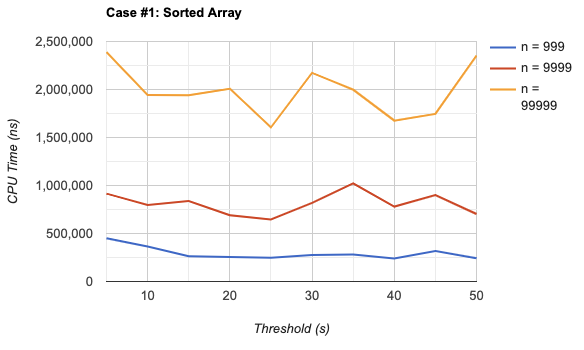 Case #1: Sorted Array
2,500,000
2,000,000
1,500,000
1,000,000
500,000
0
CPU Time (ns)
10 20 30 40 50
Threshold (s)
n = 999
n = 9999
n =
99999